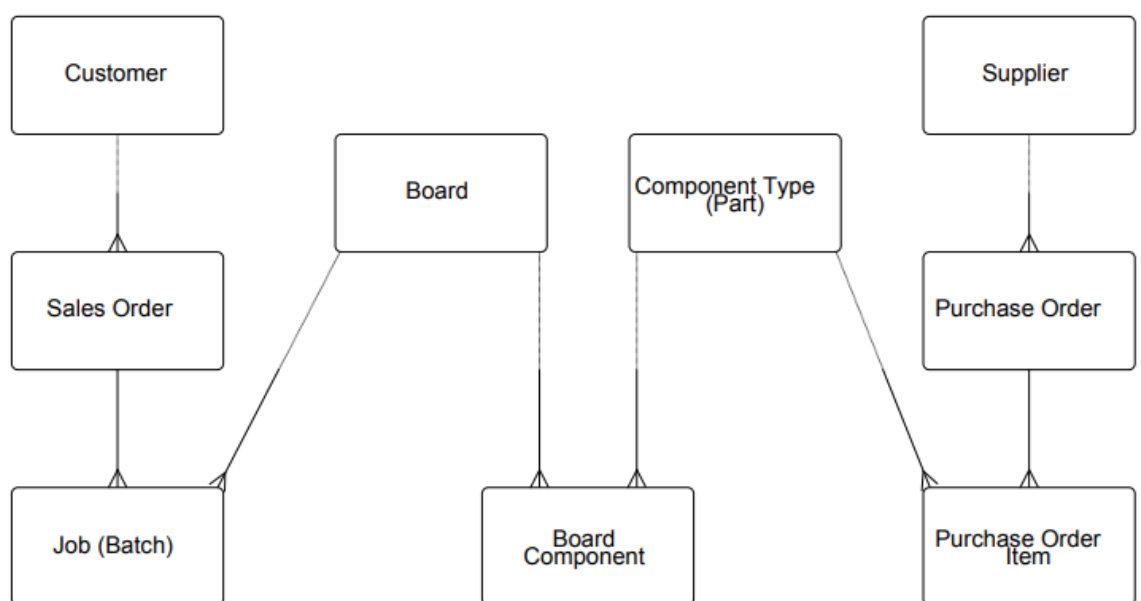 Customer
Supplier
Board
Component Type
(Part)
Sales Order
Purchase Order
Job (Batch)
Board
Component
Purchase Order
Item